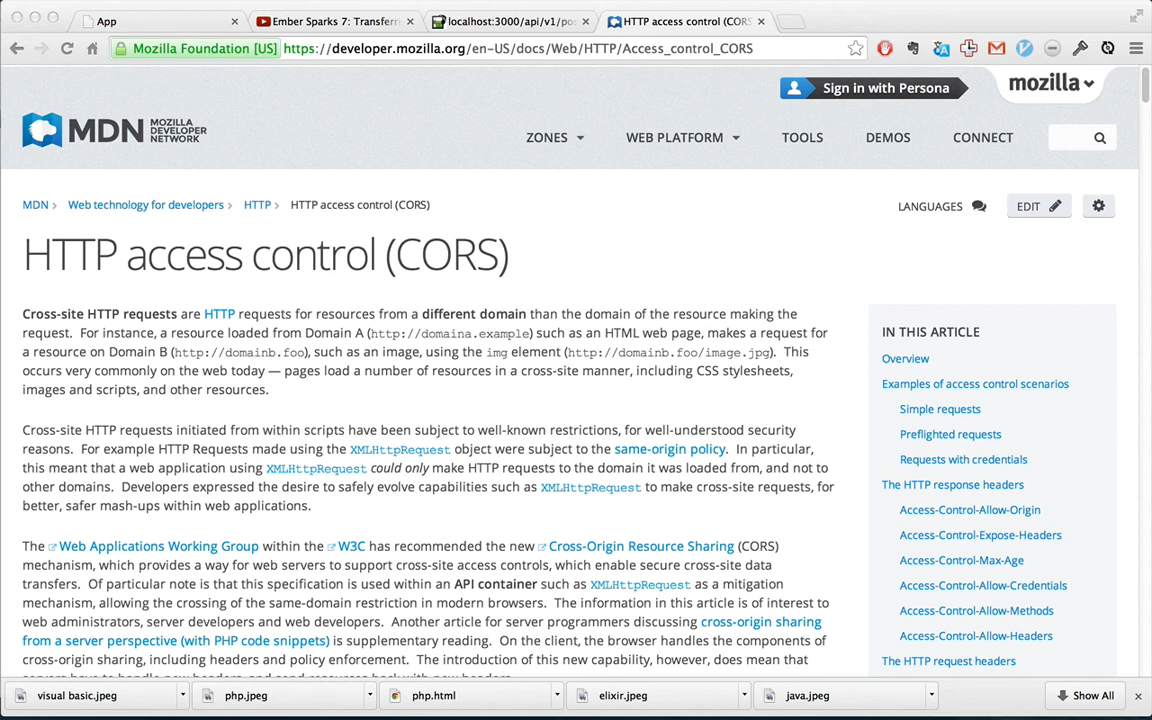 App
Ember Sparks 7: Transferri
localhost:3000/api/v1/po
HTTP access control (CORS
Mozilla Foundation [US]
https://developer.mozilla.org/en-US/docs/Web/HTTP/Access_control_CORS
Sign in with Persona
mozilla
MDN MOZILLA DEVELOPER NETWORK
ZONES
WEB PLATFORM
TOOLS
DEMOS
CONNECT
MDN
Web technology for developers
HTTP
HTTP access control (CORS)
LANGUAGES
EDIT
HTTP access control (CORS)
Cross-site HTTP requests are HTTP requests for resources from a different domain than the domain of the resource making the
request. For instance, a resource loaded from Domain A (http://domaina.example) such as an HTML web page, makes a request for
a resource on Domain B (http://domainb.foo), such as an image, using the img element (http://domainb.foo/image.jpg). This
occurs very commonly on the web today — pages load a number of resources in a cross-site manner, including CSS stylesheets,
images and scripts, and other resources.
Cross-site HTTP requests initiated from within scripts have been subject to well-known restrictions, for well-understood security
reasons. For example HTTP Requests made using the XMLHttpRequest object were subject to the same-origin policy. In particular,
this meant that a web application using XMLHttpRequest could only make HTTP requests to the domain it was loaded from, and not to
other domains. Developers expressed the desire to safely evolve capabilities such as XMLHttpRequest to make cross-site requests, for
better, safer mash-ups within web applications.
The Web Applications Working Group within the W3C has recommended the new Cross-Origin Resource Sharing (CORS)
mechanism, which provides a way for web servers to support cross-site access controls, which enable secure cross-site data
transfers. Of particular note is that this specification is used within an API container such as XMLHttpRequest as a mitigation
mechanism, allowing the crossing of the same-domain restriction in modern browsers. The information in this article is of interest to
web administrators, server developers and web developers. Another article for server programmers discussing cross-origin sharing
from a server perspective (with PHP code snippets) is supplementary reading. On the client, the browser handles the components of
cross-origin sharing, including headers and policy enforcement. The introduction of this new capability, however, does mean that
IN THIS ARTICLE
Overview
Examples of access control scenarios
Simple requests
Preflighted requests
Requests with credentials
The HTTP response headers
Access-Control-Allow-Origin
Access-Control-Expose-Headers
Access-Control-Max-Age
Access-Control-Allow-Credentials
Access-Control-Allow-Methods
Access-Control-Allow-Headers
The HTTP request headers
visual basic.jpeg
php.jpeg
php.html
elixir.jpeg
java.jpeg
Show All